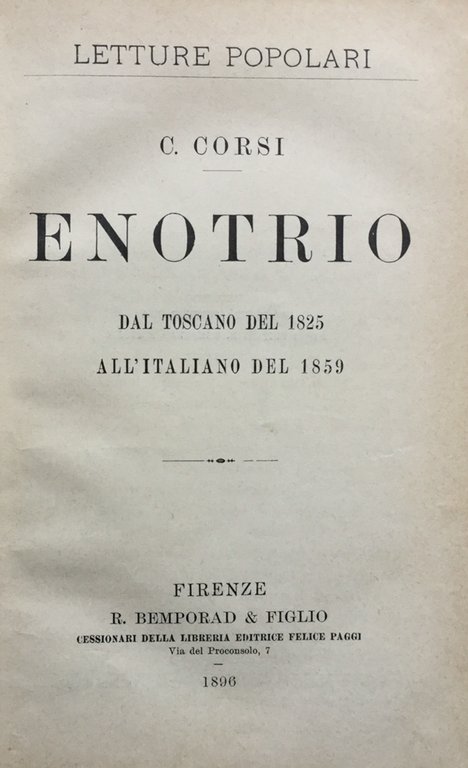 LETTURE POPOLARI
C. CORSI
ENOTRIO
DAL TOSCANO DEL 1825
ALL'ITALIANO DEL 1859
FIRENZE
R. BEMPORAD & FIGLIO
CESSIONARI DELLA LIBRERIA EDITRICE FELICE PAGGI
Via del Proconsolo, 7
1896